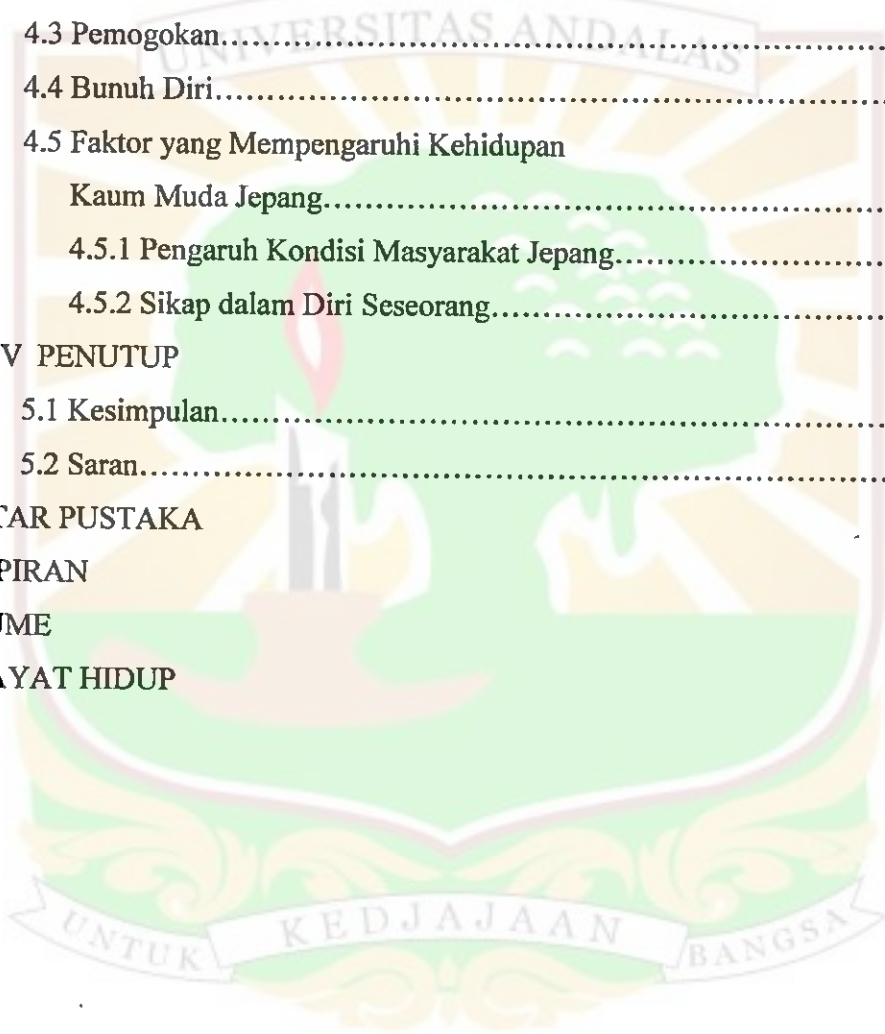 UNIVERSITAS ANDALAS
4.3 Pemogokan........................................................
4.4 Bunuh Diri........................................................
4.5 Faktor yang Mempengaruhi Kehidupan
Kaum Muda Jepang........................................................
4.5.1 Pengaruh Kondisi Masyarakat Jepang............................
4.5.2 Sikap dalam Diri Seseorang........................................
V PENUTUP
5.1 Kesimpulan........................................................
5.2 Saran........................................................
TAR PUSTAKA
PIRAN
UME
AYAT HIDUP
UNTUK KEDJAJAAN BANGSA